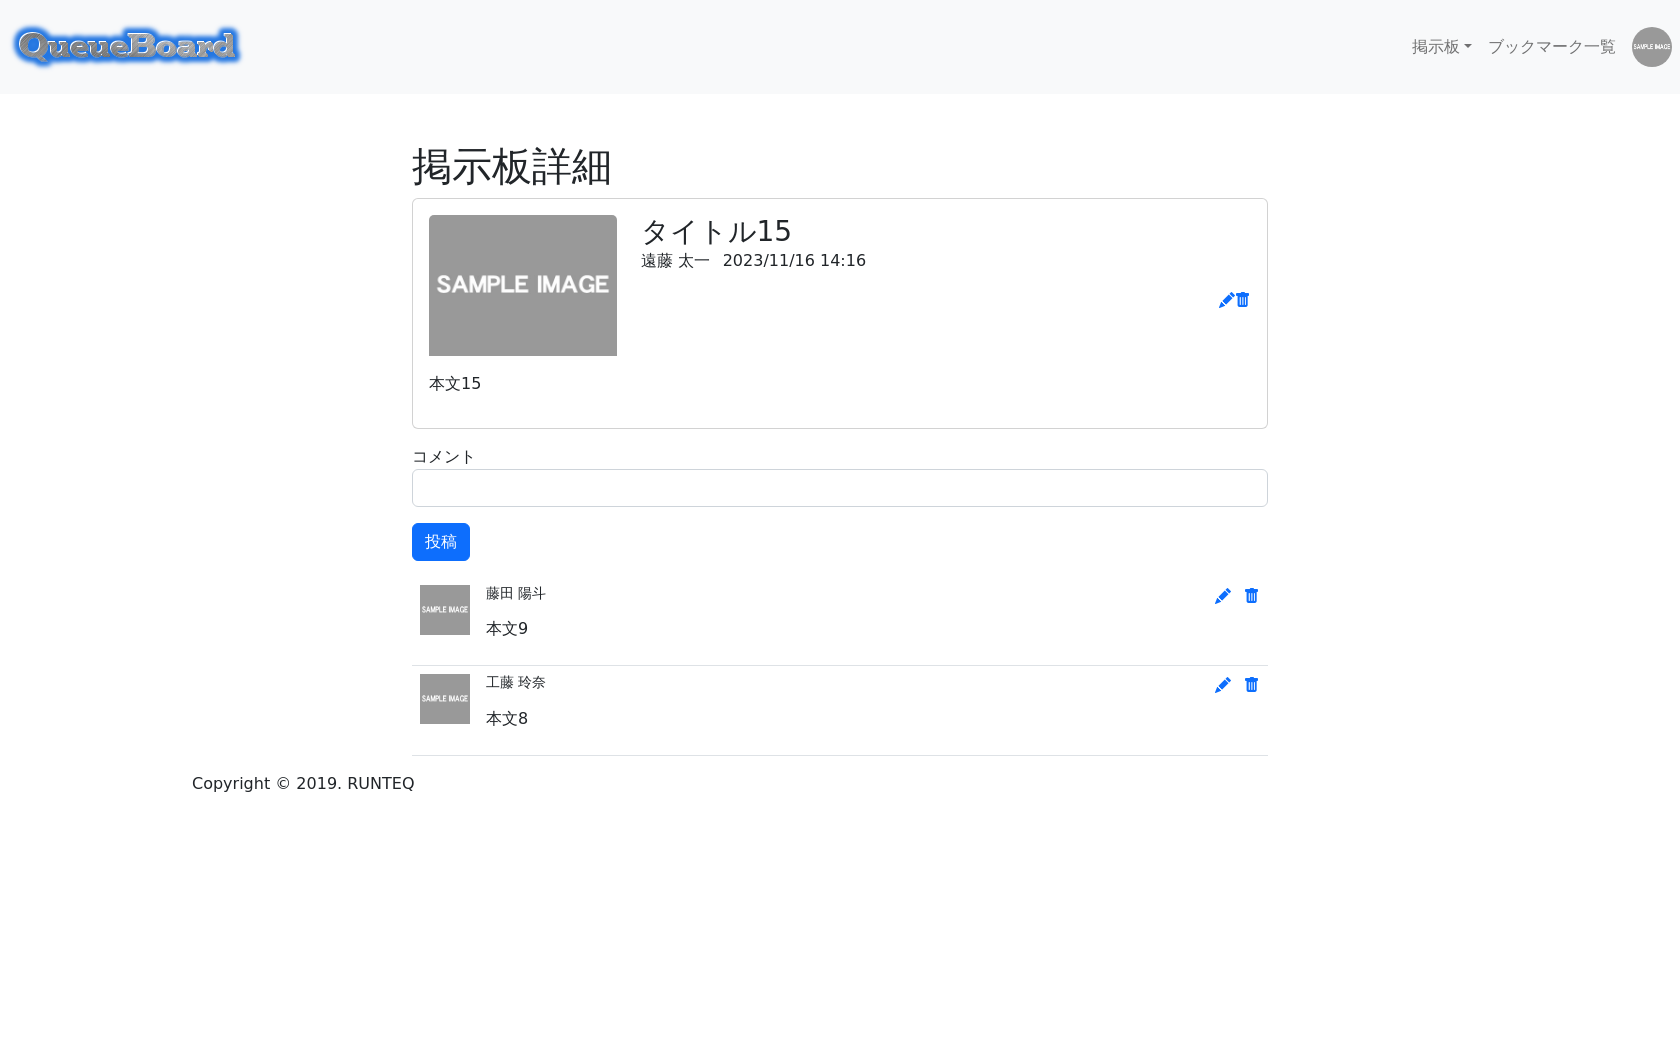 QueueBoard
掲示板
ブックマーク一覧
SAMPLE IMAGE
掲示板詳細
SAMPLE IMAGE
タイトル15
遠藤 太一 2023/11/16 14:16
本文15
コメント
投稿
SAMPLE IMAGE
藤田 陽斗
本文9
SAMPLE IMAGE
工藤 玲奈
本文8
Copyright © 2019. RUNTEQ